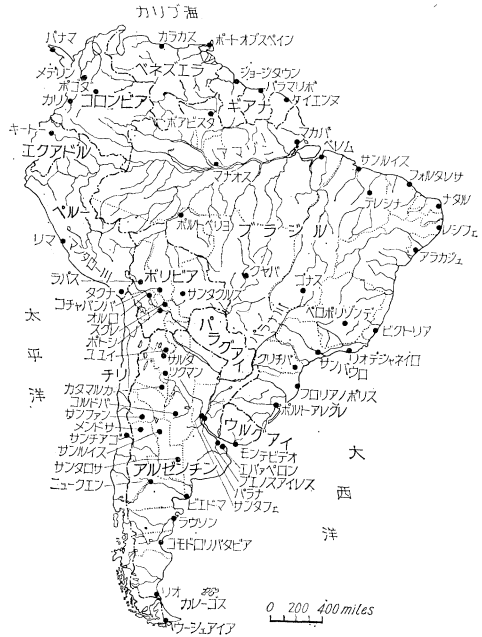 カリブ海
パナマ
カラカス
ポートオブスペイン
メデリン
ベネズエラ
ジョージタウン
ボゴダ
パラマリボ
カリ
コロンビア
ケイエンヌ
ギアナ
ボアビスタ
キートー
マカパ
エクアドル
ベレム
サンルイス
マナオス
フォルタレサ
テレシナ
ナタル
ペルー
ポルトベリヨ
ブラジル
レシフェ
リマ
アラカジュ
ラパス
ボリビア
タクナ
サンタクルス
コチャバンバ
ゴナス
オルロ
スクレ
ポトシ
パラグアイ
ベロホリゾンテ
ビクトリア
ユユイ
サルタ
クリチバ
リオデジャネイロ
サンパウロ
チリ
ツクマン
カタマルカ
フロリアノポリス
コルドバ
ポルトアレグレ
サンファン
ウルグアイ
メンドサ
サンチアゴ
モンテビデオ
サンルイス
エバァペロン
サンタロサ
アルゼンチン
ブエノスアイレス
ニュークエン
パラナ
サンタフェ
ビエドマ
ラウソン
コモドロリバタビア
リオ
カレーゴス
ウーシュアイア
太平洋
大西洋
0 200 400 miles